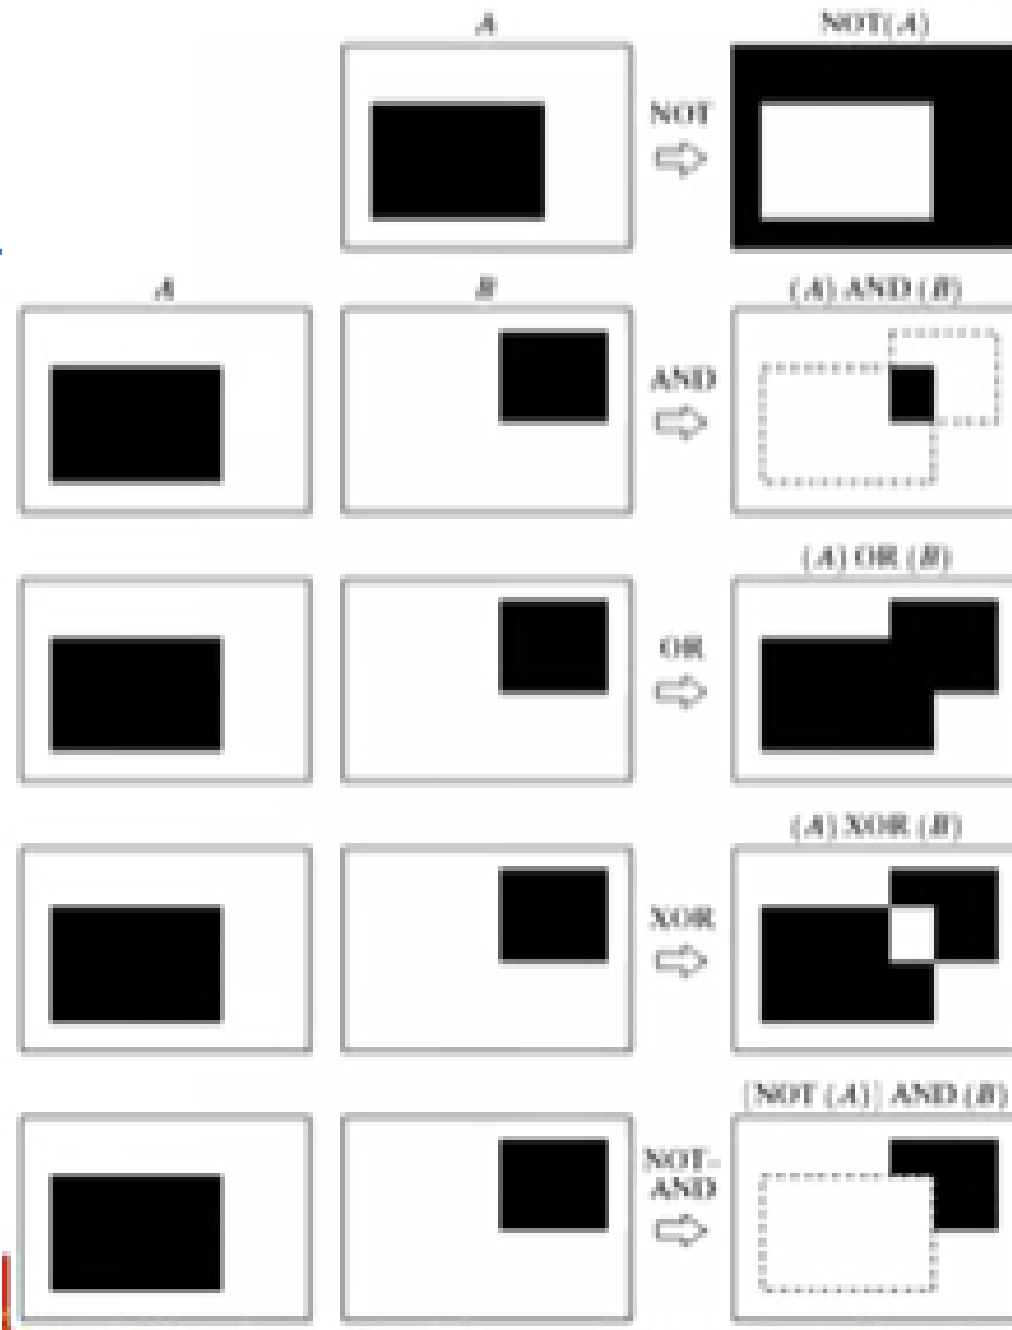 A NOT(A)
NOT
A B (A) AND (B)
AND
(A) OR (B)
OR
(A) XOR (B)
XOR
[NOT (A)] AND (B)
NOT-
AND